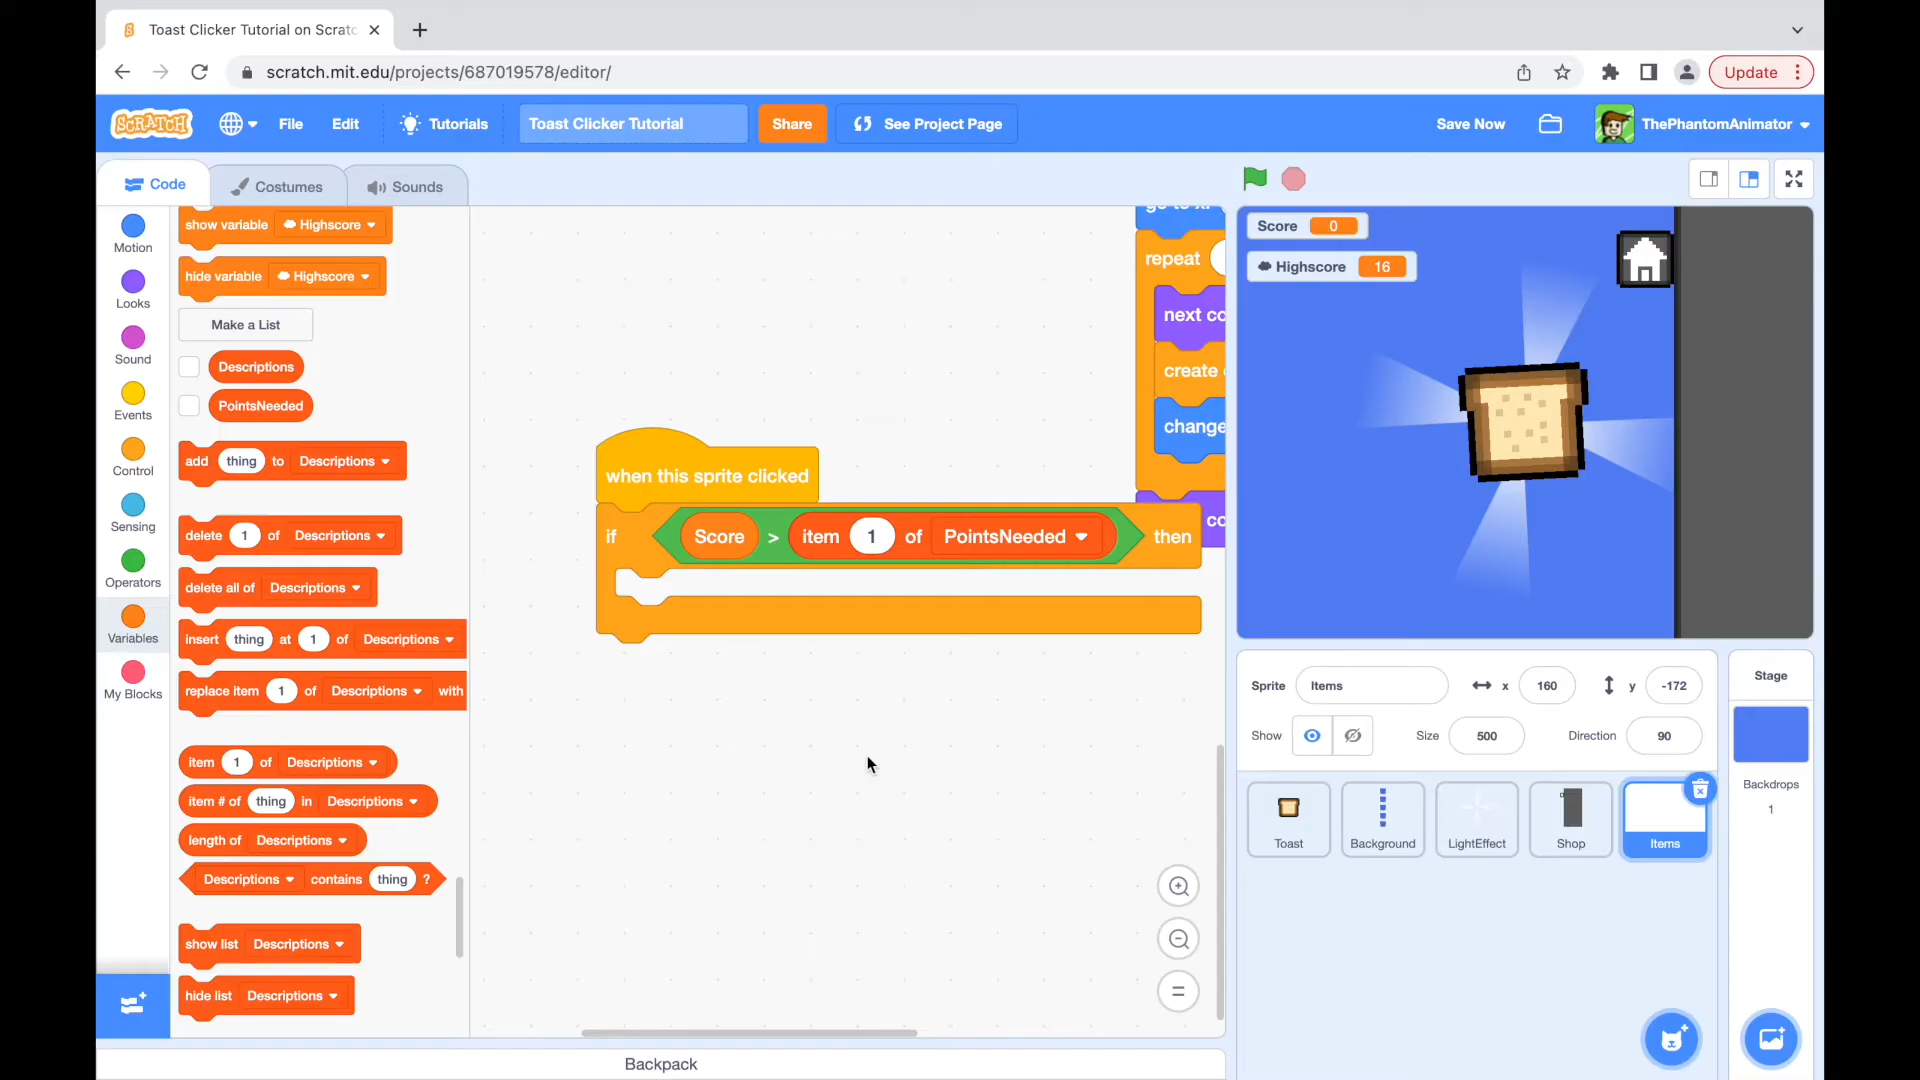 Toast Clicker Tutorial on Scratc
scratch.mit.edu/projects/687019578/editor/
Update
SCRATCH
File
Edit
Tutorials
Toast Clicker Tutorial
Share
See Project Page
Save Now
ThePhantomAnimator
Code
Costumes
Sounds
Motion
Looks
Sound
Events
Control
Sensing
Operators
Variables
My Blocks
show variable Highscore
hide variable Highscore
Make a List
Descriptions
PointsNeeded
add thing to Descriptions
delete 1 of Descriptions
delete all of Descriptions
insert thing at 1 of Descriptions
replace item 1 of Descriptions with
item 1 of Descriptions
item # of thing in Descriptions
length of Descriptions
Descriptions contains thing ?
show list Descriptions
hide list Descriptions
when this sprite clicked
if Score > item 1 of PointsNeeded then
repeat
next co
create
change
co
Backpack
Score 0
Highscore 16
Sprite Items x 160 y -172
Show Size 500 Direction 90
Toast
Background
LightEffect
Shop
Items
Stage
Backdrops
1